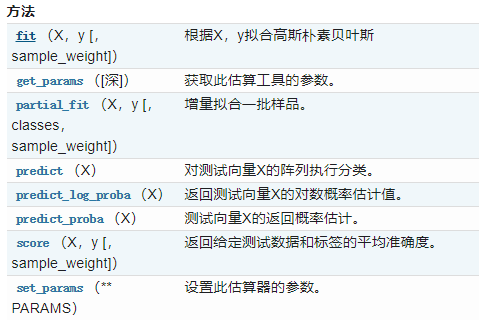 方法
fit（X，y [，	根据X，y拟合高斯朴素贝叶斯
sample_weight]）
get_params（[深]）	获取此估算工具的参数。
partial_fit（X，y [，	增量拟合一批样品。
classes，
sample_weight]）
predict（X）	对测试向量X的阵列执行分类。
predict_log_proba（X）	返回测试向量X的对数概率估计值。
predict_proba（X）	测试向量X的返回概率估计。
score（X，y [，	返回给定测试数据和标签的平均准确度。
sample_weight]）
set_params（**	设置此估算器的参数。
PARAMS）